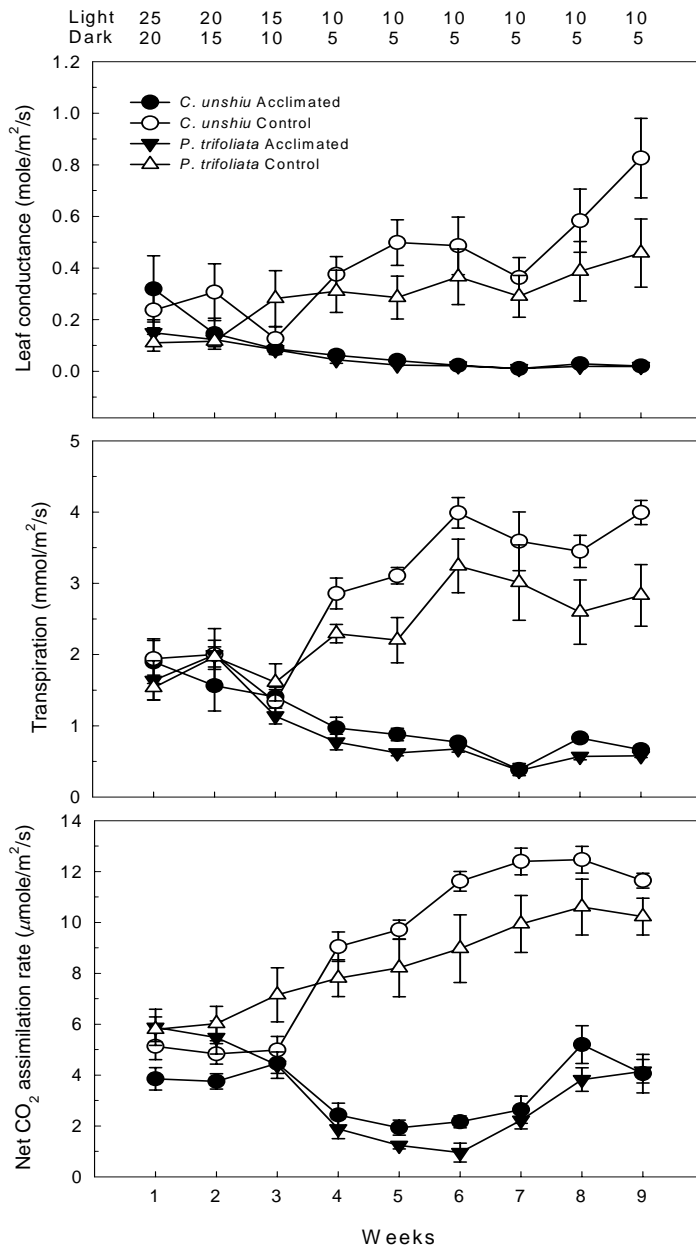 Light 25 20 15 10 10 10 10 10 10
Dark 20 15 10 5 5 5 5 5 5
1.2
1.0
0.8
0.6
0.4
0.2
0.0
Leaf conductance (mole/m²/s)
C. unshiu Acclimated
C. unshiu Control
P. trifoliata Acclimated
P. trifoliata Control
5
4
3
2
1
0
Transpiration (mmol/m²/s)
14
12
10
8
6
4
2
0
Net CO₂ assimilation rate (μmole/m²/s)
1 2 3 4 5 6 7 8 9
Weeks